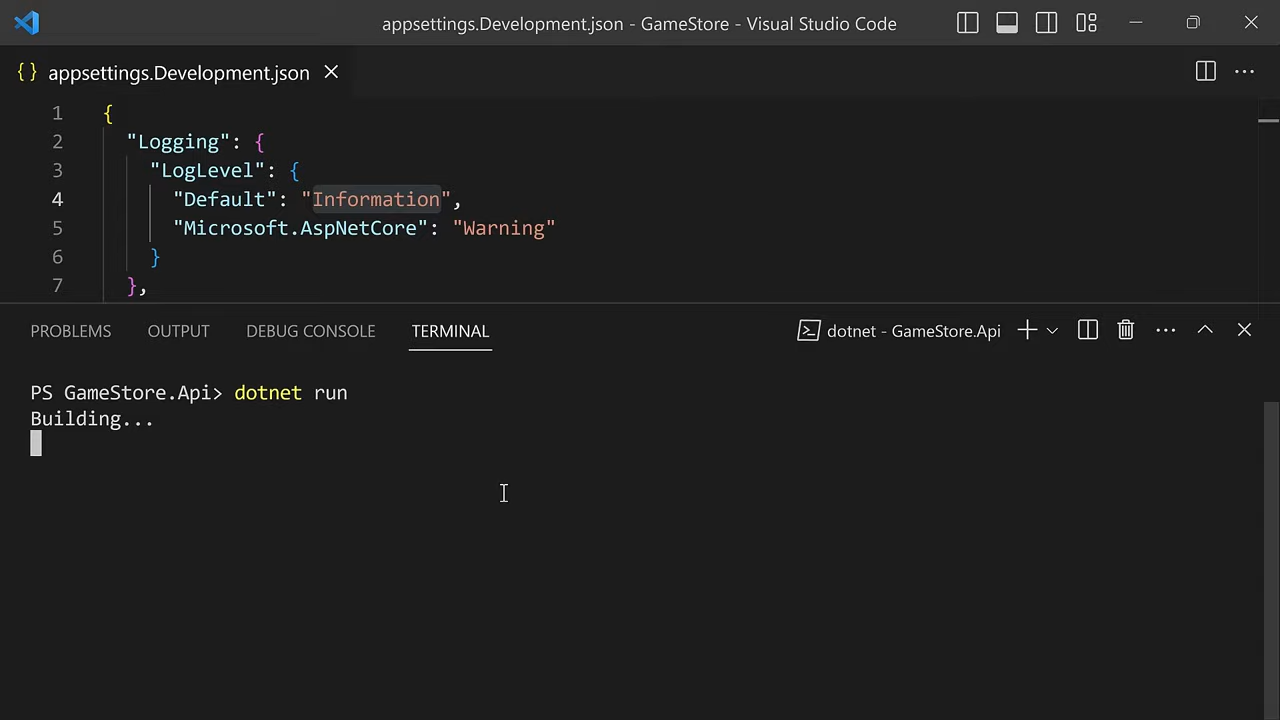 appsettings.Development.json - GameStore - Visual Studio Code
{} appsettings.Development.json
1 {
2 "Logging": {
3 "LogLevel": {
4 "Default": "Information",
5 "Microsoft.AspNetCore": "Warning"
6 }
7 },
PROBLEMS OUTPUT DEBUG CONSOLE TERMINAL dotnet - GameStore.Api
PS GameStore.Api> dotnet run
Building...